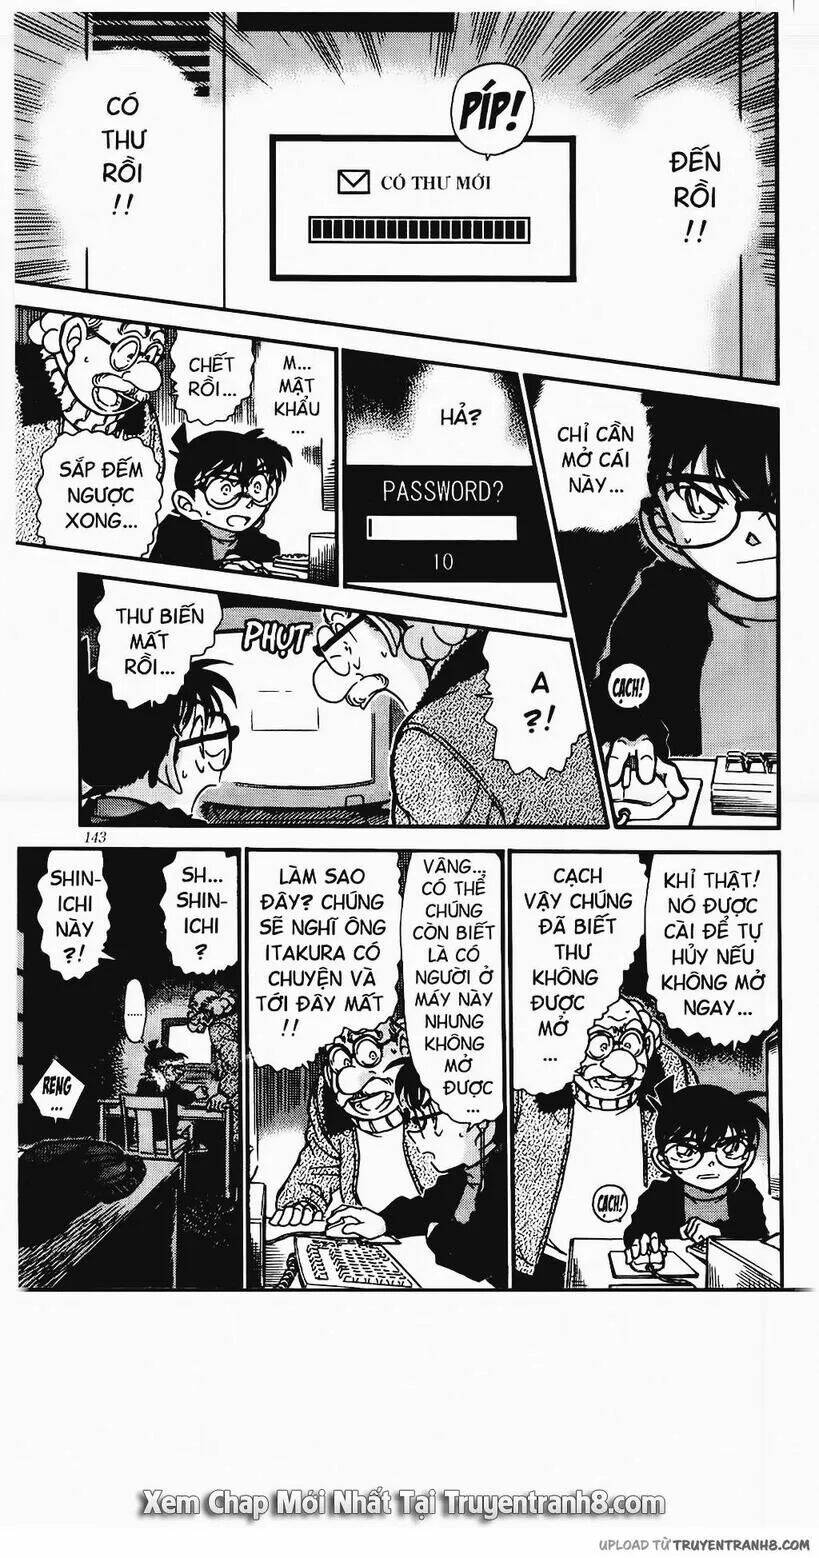 ĐẾN
RỒI
!!
PÍP!
CÓ THƯ MỚI
CÓ
THƯ
RỒI
!!
CHỈ CẦN
MỞ CÁI
NÀY...
CẠCH!
HẢ?
PASSWORD?
10
M...
MẬT
KHẨU
...
CHẾT
RỒI...
SẮP ĐẾM
NGƯỢC
XONG...
A
?!
PHỤT
THƯ BIẾN
MẤT
RỒI...
143
KHỈ THẬT!
NÓ ĐƯỢC
CÀI ĐỂ TỰ
HỦY NẾU
KHÔNG MỞ
NGAY...
CẠCH
VẬY CHÚNG
ĐÃ BIẾT
THƯ
KHÔNG
ĐƯỢC
MỞ
...
CẠCH!
VÂNG...
CÓ THỂ
CHÚNG
CÒN BIẾT
LÀ CÓ
NGƯỜI Ở
MÁY NÀY
NHƯNG
KHÔNG
MỞ
ĐƯỢC
...
LÀM SAO
ĐÂY? CHÚNG
SẼ NGHĨ ÔNG
ITAKURA CÓ
CHUYỆN VÀ
TỚI ĐÂY MẤT
!!
SH...
SHIN-
ICHI
?
SHIN-
ICHI
NÀY
?!
......
RENG
...
Xem Chap Mới Nhất Tại Truyentranh8.com
UPLOAD TỪ TRUYENTRANH8.COM